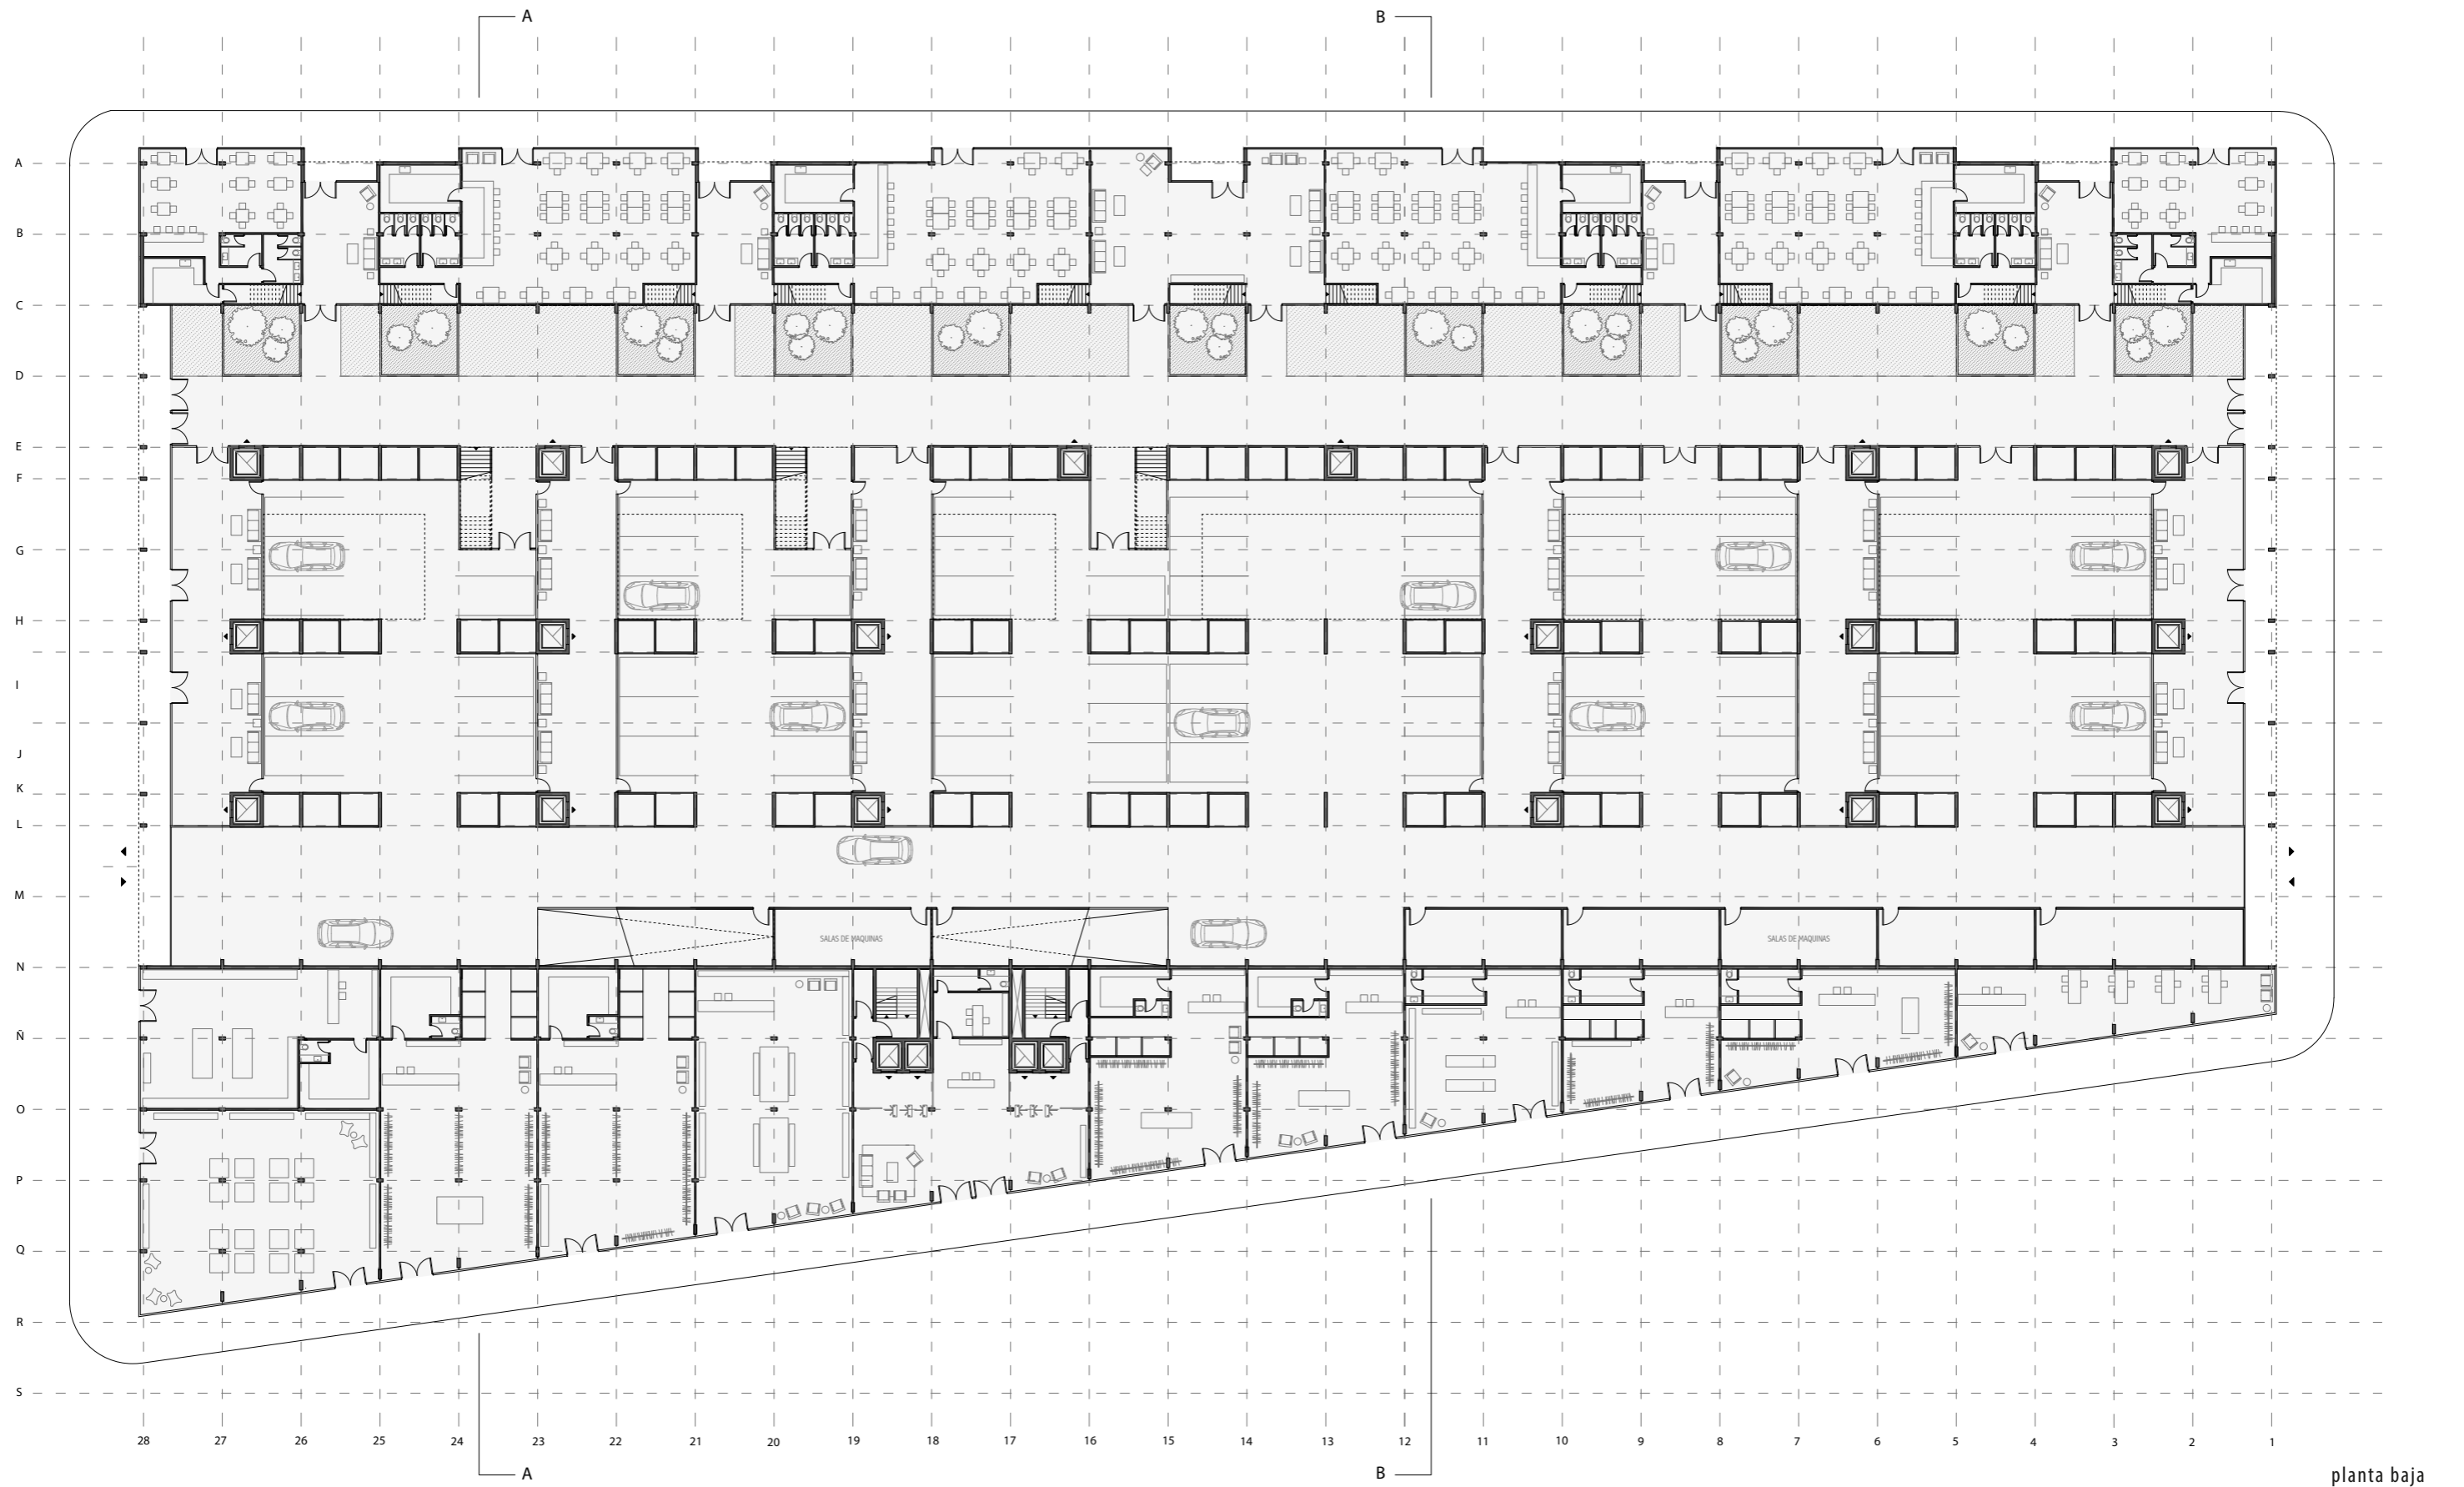 A B
A
B
C
D
E
F
G
H
I
J
K
L
M
SALAS DE MAQUINAS SALAS DE MAQUINAS
N
Ñ
O
P
Q
R
S
28 27 26 25 24 23 22 21 20 19 18 17 16 15 14 13 12 11 10 9 8 7 6 5 4 3 2 1
A B
planta baja